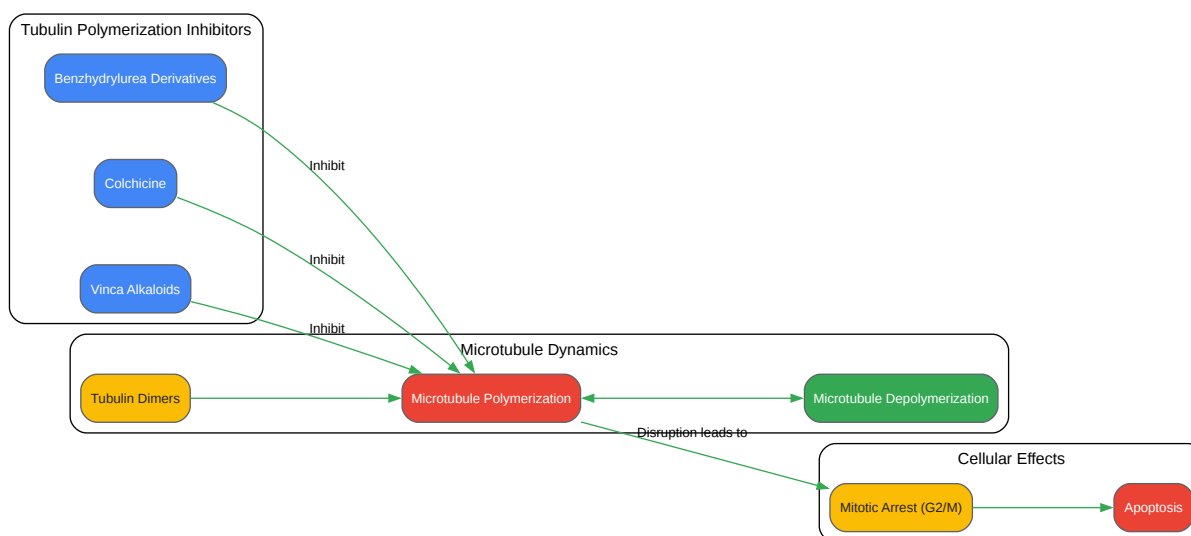 Tubulin Polymerization Inhibitors
Benzhydrylurea Derivatives
Inhibit
Colchicine
Inhibit
Vinca Alkaloids
Inhibit
Microtubule Dynamics
Tubulin Dimers
Microtubule Polymerization
Microtubule Depolymerization
Disruption leads to
Cellular Effects
Mitotic Arrest (G2/M)
Apoptosis